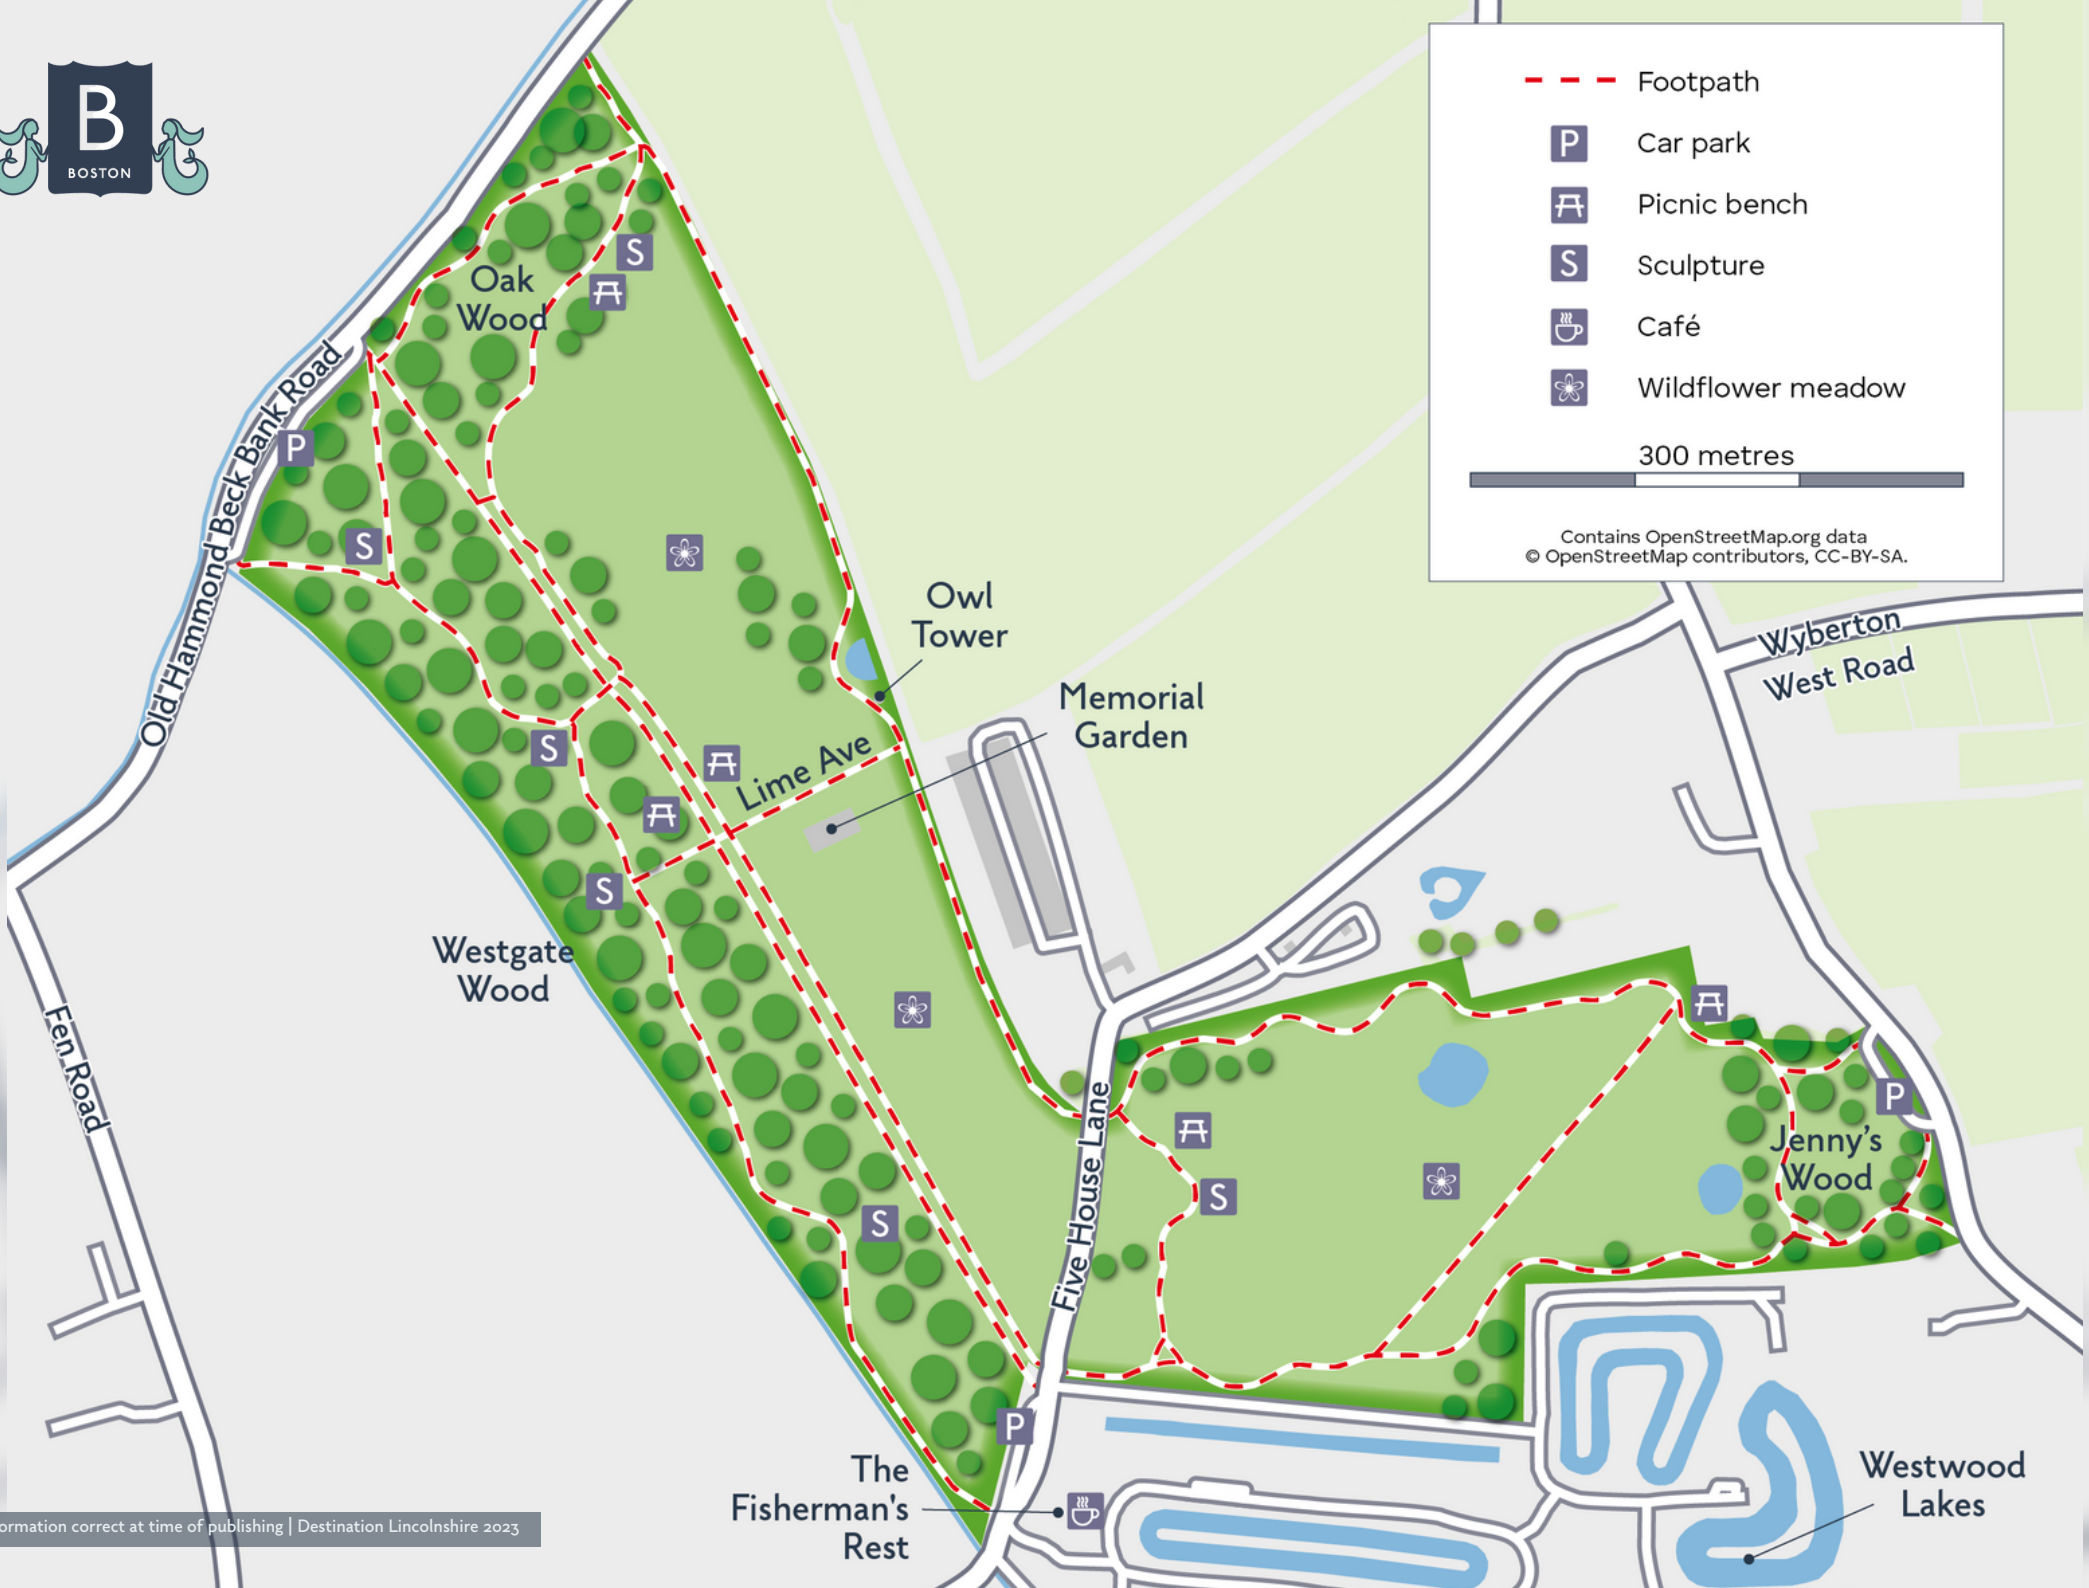 B
BOSTON
Footpath
P
Car park
Picnic bench
S
Sculpture
Café
Wildflower meadow
300 metres
Contains OpenStreetMap.org data
© OpenStreetMap contributors, CC-BY-SA.
S
Oak
Wood
Old Hammond Beck Bank Road
P
S
Owl
Tower
Wyberton
West Road
Memorial
Garden
S
Lime Ave
S
Westgate
Wood
Fen Road
P
Jenny's
Wood
S
S
Five House Lane
P
The
Fisherman's
Rest
Westwood
Lakes
ormation correct at time of publishing | Destination Lincolnshire 2023